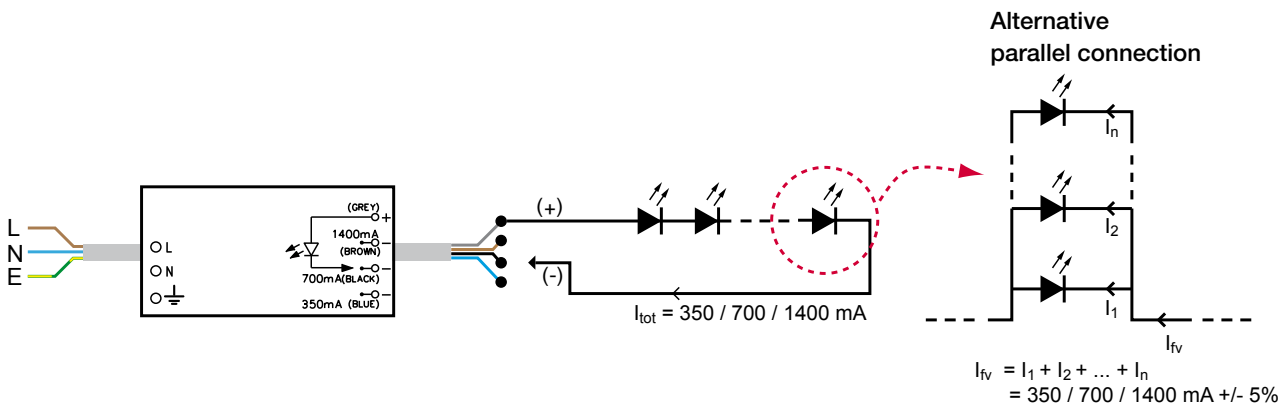 Alternative
parallel connection
L
N
E
L
N
(GREY) +
1400mA −
(BROWN)
700mA(BLACK) −
350mA (BLUE) −
(+)
(-)
Itot = 350 / 700 / 1400 mA
In
I2
I1
Ifv
Ifv = I1 + I2 + ... + In
= 350 / 700 / 1400 mA +/- 5%